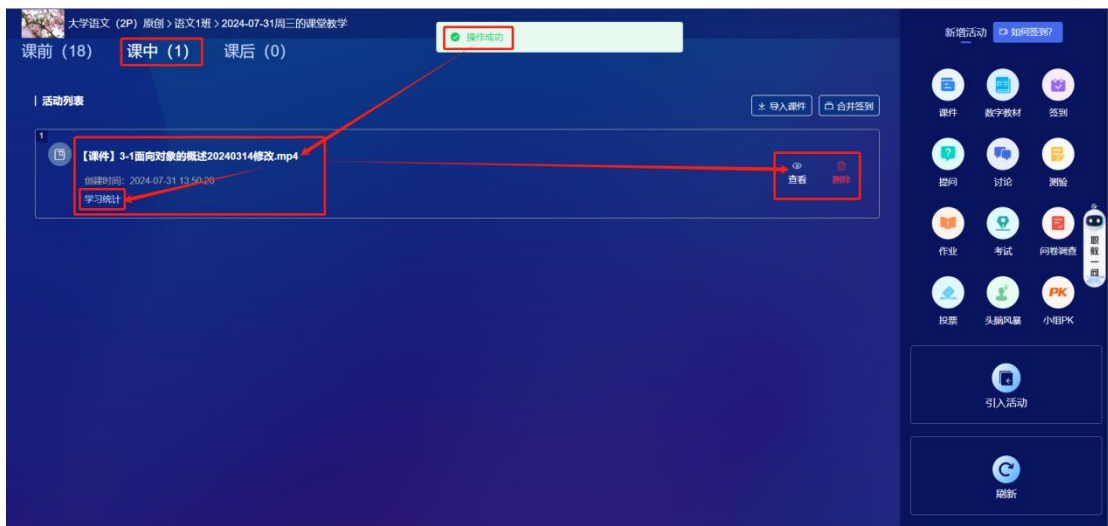 大学语文（2P）原创 > 语文1班 > 2024-07-31周三的课堂教学
操作成功
课前（18） 课中（1） 课后（0）
活动列表
导入课件 合并签到
1
【课件】3-1面向对象的概述20240314修改.mp4
创建时间：2024-07-31 13:50:20
学习统计
查看 删除
新增活动 如何签到?
课件 数字教材 签到
提问 讨论 测验
作业 考试 问卷调查
投票 头脑风暴 小组PK
PK
职教一问
引入活动
刷新